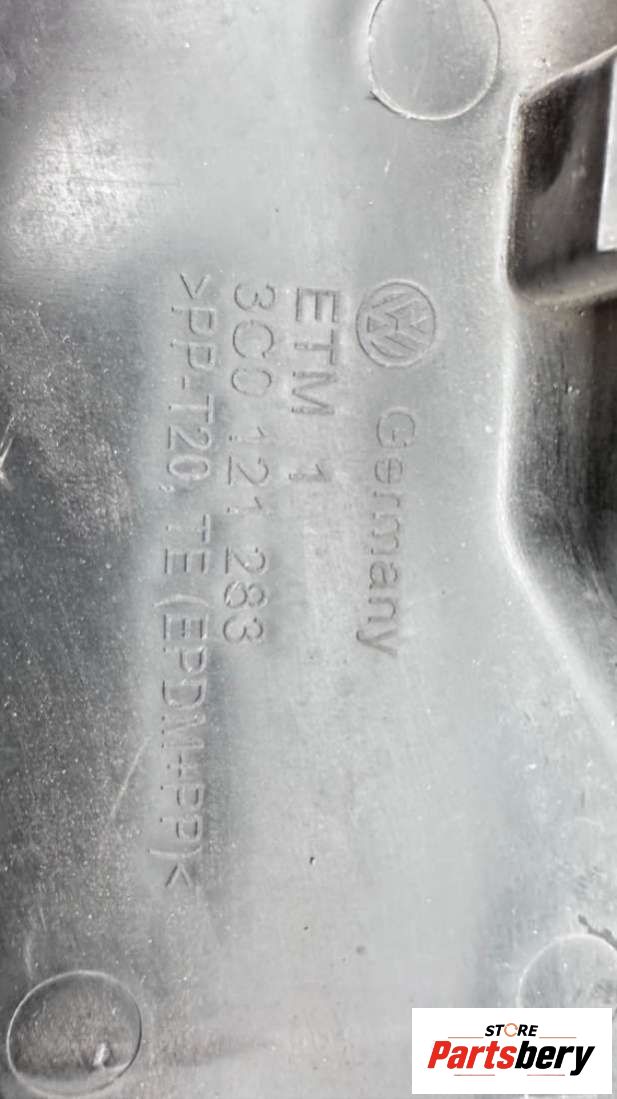 Germany
ETM 1
3C0 121 283
>PP-T20, TE (EPDM+PP)<
STORE
Partsbery